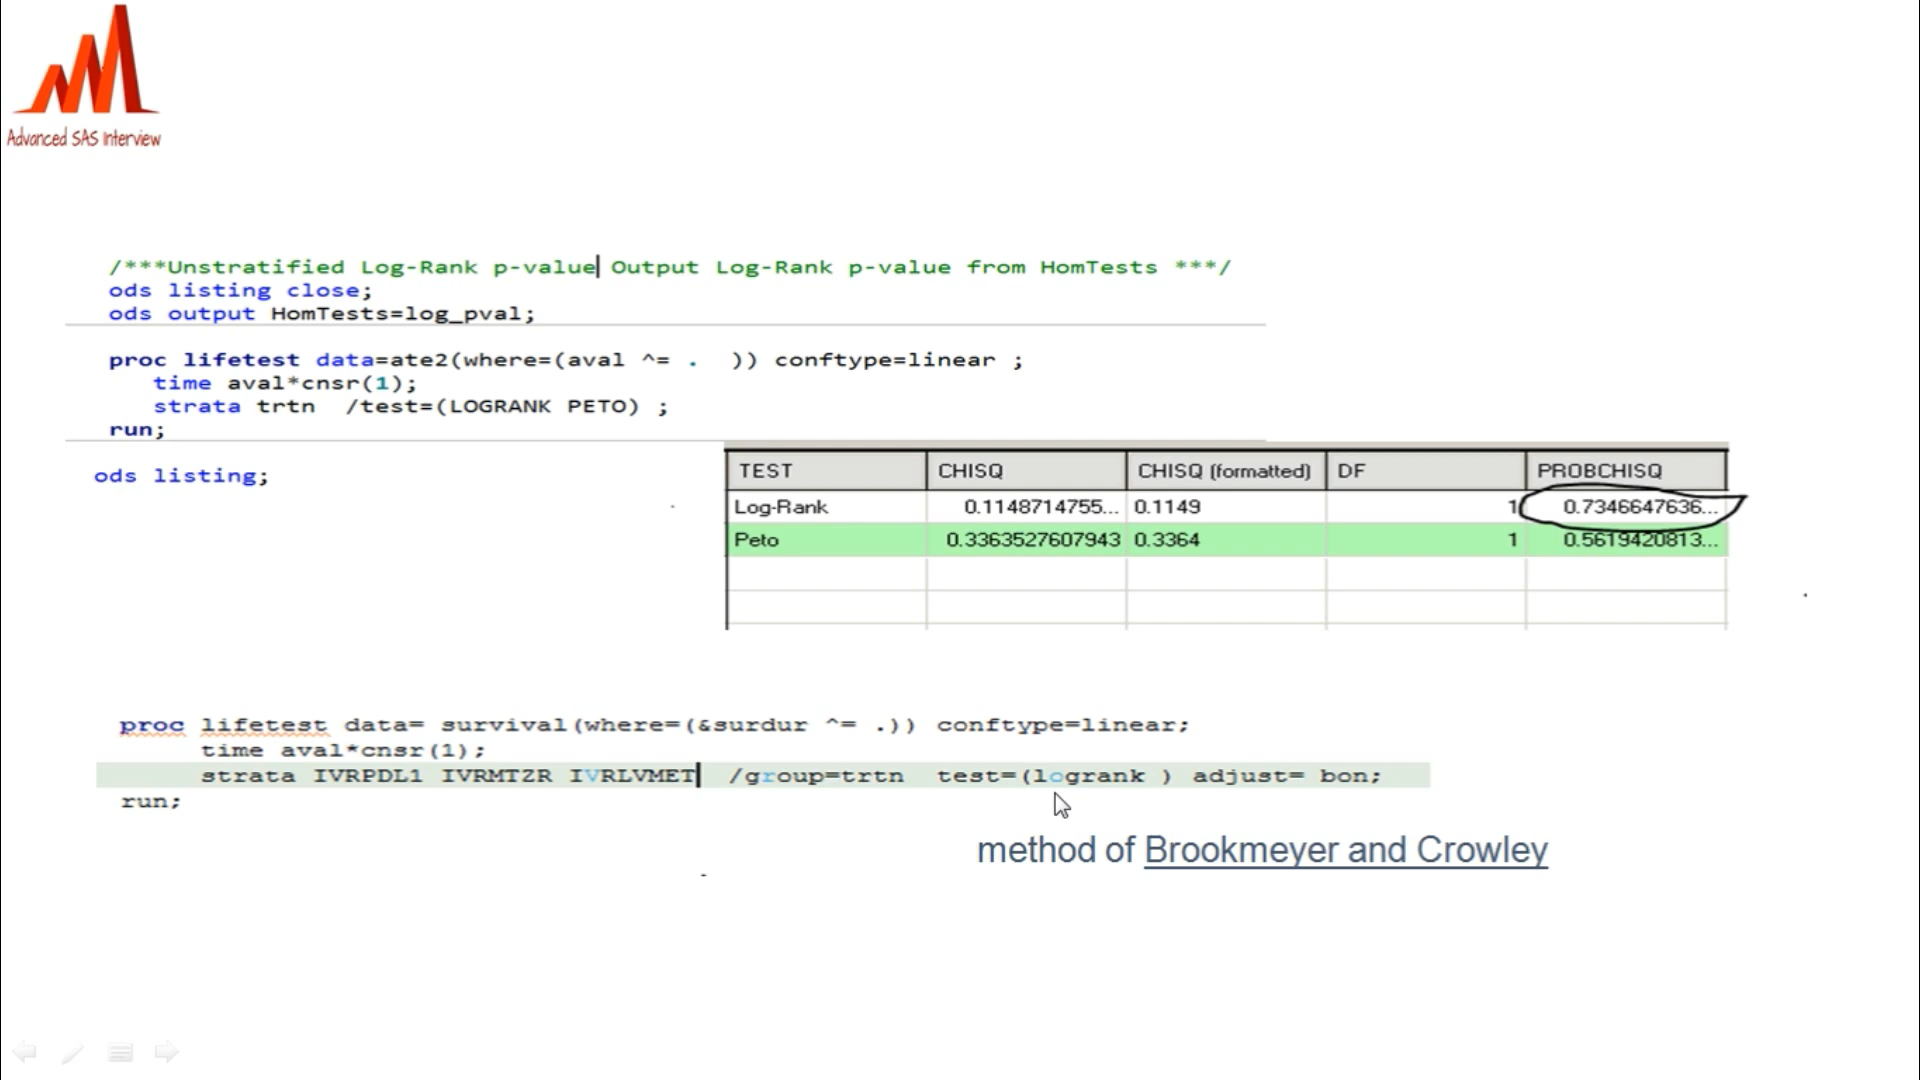 Advanced SAS Interview
/***Unstratified Log-Rank p-value Output Log-Rank p-value from HomTests ***/
ods listing close;
ods output HomTests=log_pval;
proc lifetest data=ate2(where=(aval ^= .  )) conftype=linear ;
time aval*cnsr(1);
strata trtn  /test=(LOGRANK PETO) ;
run;
ods listing;
TEST CHISQ CHISQ (formatted) DF PROBCHISQ
Log-Rank 0.1148714755... 0.1149 1 0.7346647636...
Peto 0.3363527607943 0.3364 1 0.5619420813...
proc lifetest data= survival(where=(&surdur ^= .)) conftype=linear;
time aval*cnsr(1);
strata IVRPDL1 IVRMTZR IVRLVMET  /group=trtn  test=(logrank ) adjust= bon;
run;
method of Brookmeyer and Crowley